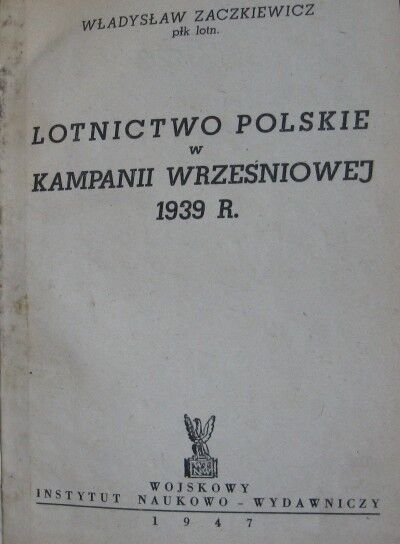 WŁADYSŁAW ZACZKIEWICZ
płk lotn.
LOTNICTWO POLSKIE
w
KAMPANII WRZEŚNIOWEJ
1939 R.
WOJSKOWY
INSTYTUT NAUKOWO - WYDAWNICZY
1947